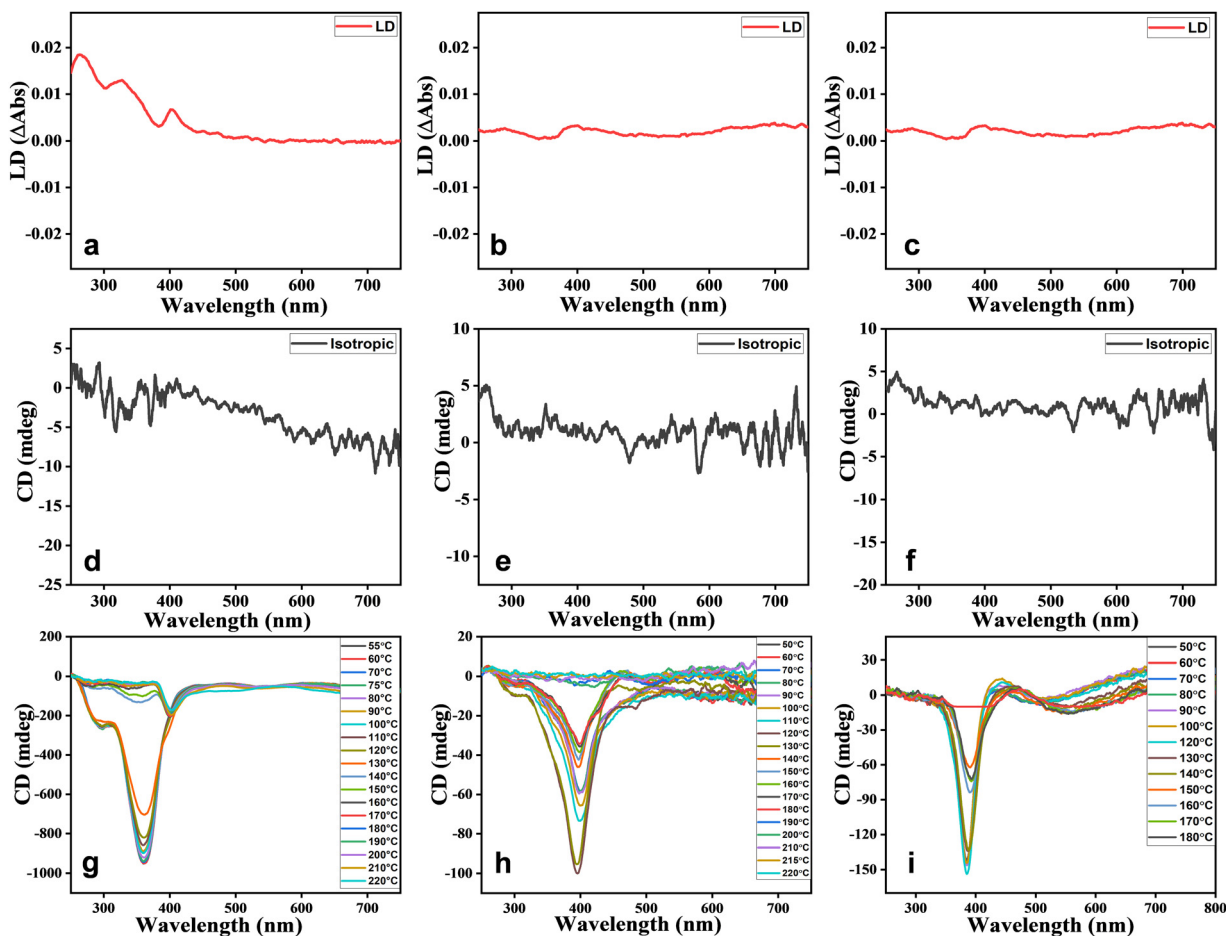 LD
0.02
0.01
0.00
-0.01
-0.02
LD (ΔAbs)
a
300 400 500 600 700
Wavelength (nm)
LD
0.02
0.01
0.00
-0.01
-0.02
LD (ΔAbs)
b
300 400 500 600 700
Wavelength (nm)
LD
0.02
0.01
0.00
-0.01
-0.02
LD (ΔAbs)
c
300 400 500 600 700
Wavelength (nm)
Isotropic
5
0
-5
-10
-15
-20
-25
CD (mdeg)
d
300 400 500 600 700
Wavelength (nm)
Isotropic
10
5
0
-5
-10
CD (mdeg)
e
300 400 500 600 700
Wavelength (nm)
Isotropic
10
5
0
-5
-10
-15
-20
CD (mdeg)
f
300 400 500 600 700 800
Wavelength (nm)
200
0
-200
-400
-600
-800
-1000
CD (mdeg)
g
55°C
60°C
70°C
75°C
80°C
90°C
100°C
110°C
120°C
130°C
140°C
150°C
160°C
170°C
180°C
190°C
200°C
210°C
220°C
300 400 500 600 700
Wavelength (nm)
20
0
-20
-40
-60
-80
-100
CD (mdeg)
h
50°C
60°C
70°C
80°C
90°C
100°C
110°C
120°C
130°C
140°C
150°C
160°C
170°C
180°C
190°C
200°C
210°C
215°C
220°C
300 400 500 600 700
Wavelength (nm)
30
0
-30
-60
-90
-120
-150
CD (mdeg)
i
50°C
60°C
70°C
80°C
90°C
100°C
120°C
130°C
140°C
150°C
160°C
170°C
180°C
300 400 500 600 700 800
Wavelength (nm)